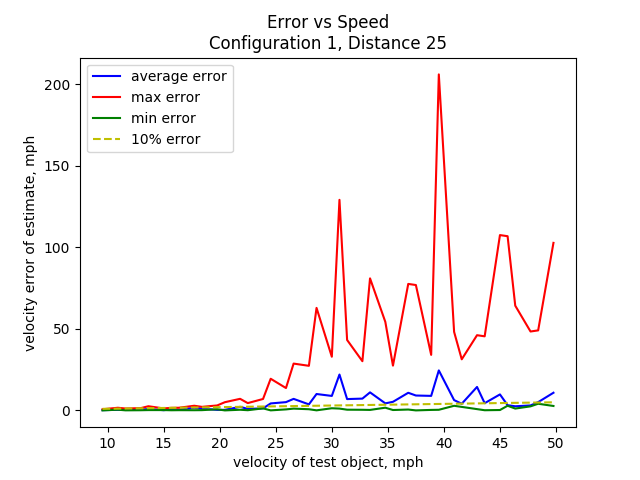 Error vs Speed
Configuration 1, Distance 25
average error
max error
min error
10% error
velocity error of estimate, mph
200
150
100
50
0
10
15
20
25
30
35
40
45
50
velocity of test object, mph